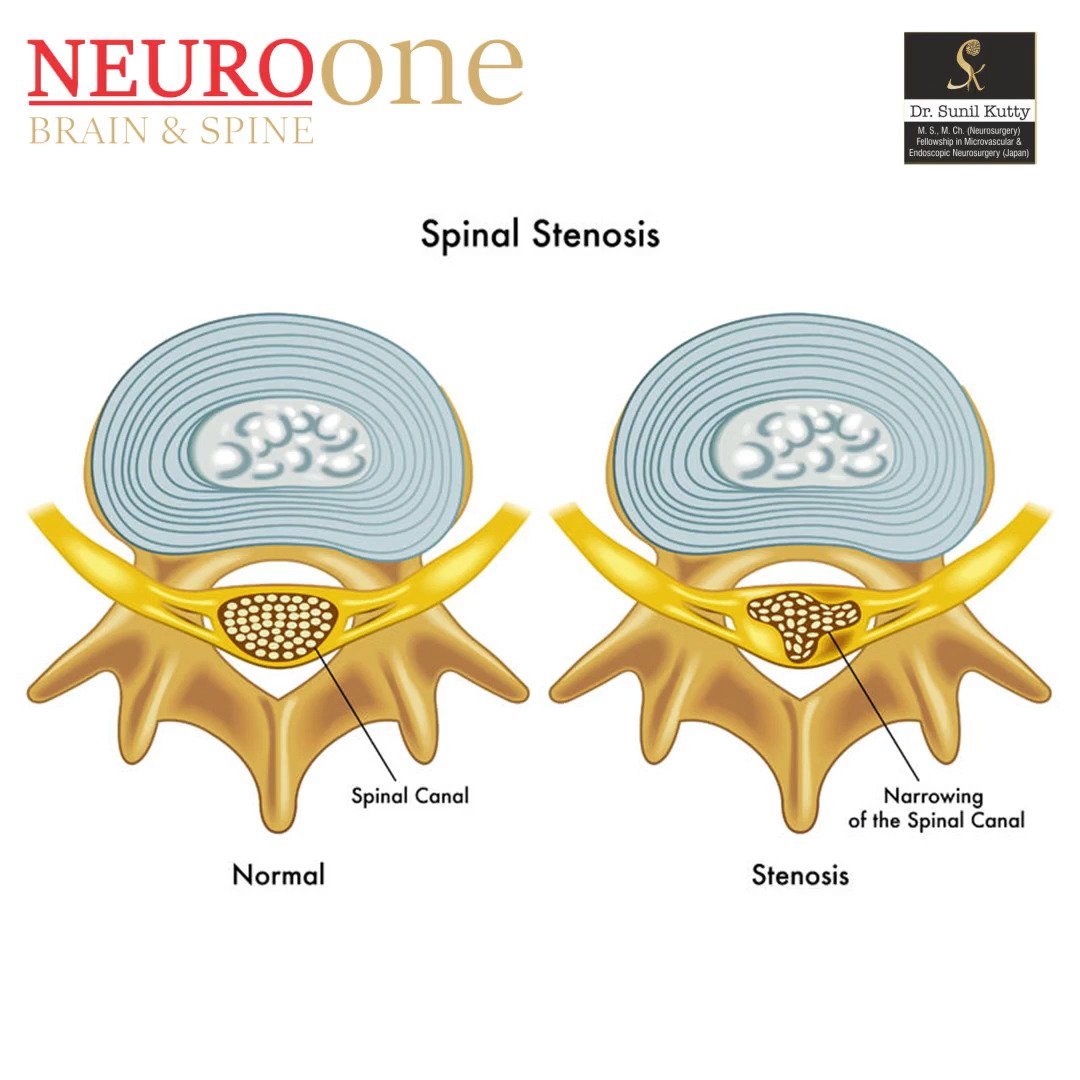 NEUROone
BRAIN & SPINE
Dr. Sunil Kutty
M. S., M. Ch. (Neurosurgery)
Fellowship in Microvascular &
Endoscopic Neurosurgery (Japan)
Spinal Stenosis
Spinal Canal
Narrowing
of the Spinal Canal
Normal
Stenosis